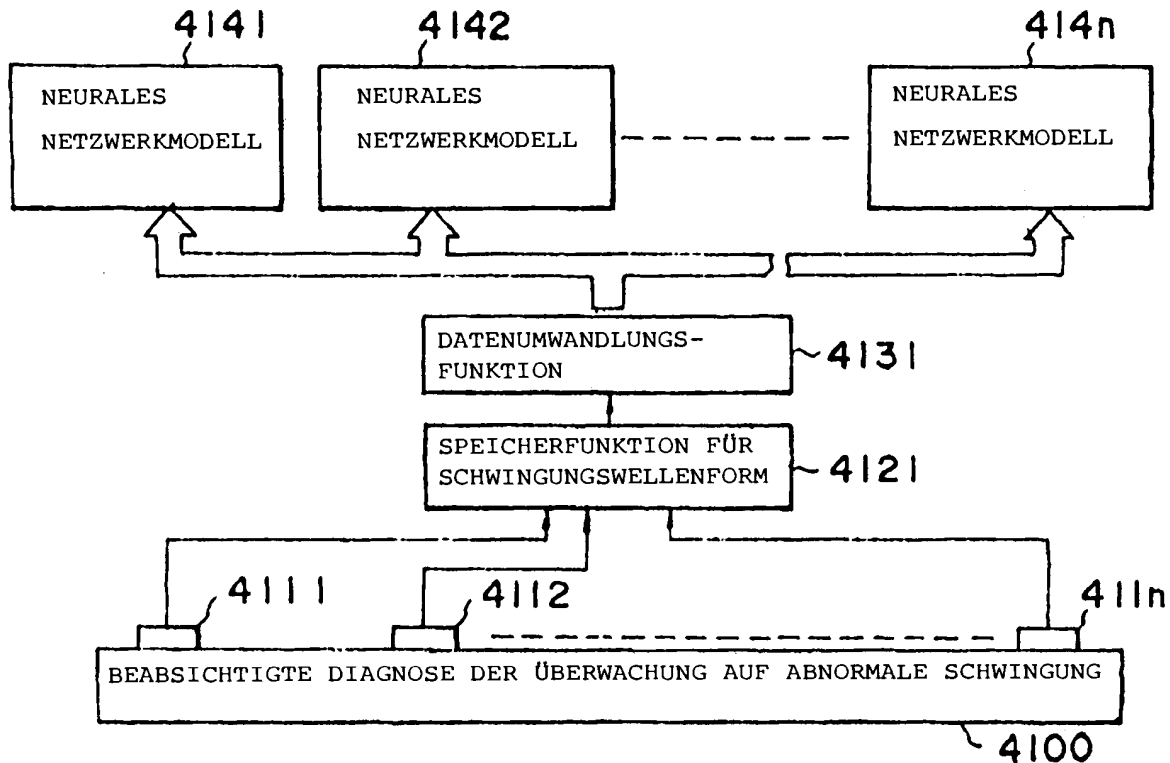 4141
4142
414n
NEURALES
NETZWERKMODELL
NEURALES
NETZWERKMODELL
NEURALES
NETZWERKMODELL
DATENUMWANDLUNGS-
FUNKTION
4131
SPEICHERFUNKTION FÜR
SCHWINGUNGSWELLENFORM
4121
4111
4112
411n
BEABSICHTIGTE DIAGNOSE DER ÜBERWACHUNG AUF ABNORMALE SCHWINGUNG
4100